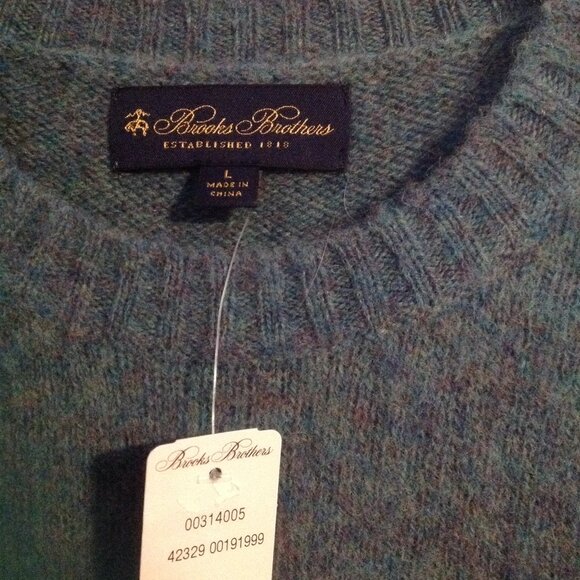 Brooks Brothers
ESTABLISHED 1818
L
MADE IN
CHINA
Brooks Brothers
00314005
42329 00191999